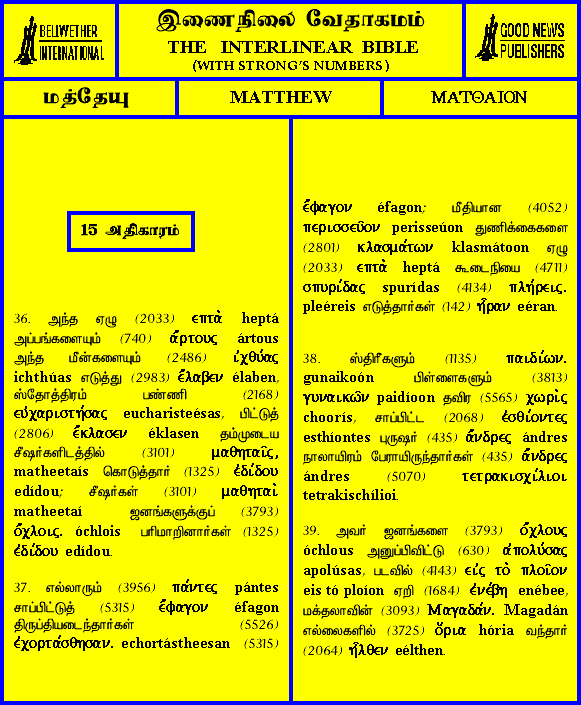 BELLWETHER
INTERNATIONAL
இணைநிலை வேதாகமம்
THE INTERLINEAR BIBLE
(WITH STRONG'S NUMBERS)
GOOD NEWS
PUBLISHERS
மத்தேயு
MATTHEW
ΜΑΤΘΑΙΟΝ
15 அதிகாரம்
36. அந்த ஏழு (2033) επτὰ heptá
அப்பங்களையும் (740) ἄρτους ártous
அந்த மீன்களையும் (2486) ἰχθύας
ichthúas எடுத்து (2983) ἔλαβεν élaben,
ஸ்தோத்திரம் பண்ணி (2168)
εὐχαριστήσας eucharisteésas, பிட்டுத்
(2806) ἔκλασεν éklasen தம்முடைய
சீஷர்களிடத்தில் (3101) μαθηταῖς,
matheetaís கொடுத்தார் (1325) ἐδίδου
edídou; சீஷர்கள் (3101) μαθηταὶ
matheetaí ஜனங்களுக்குப் (3793)
ὄχλοις. óchlois பரிமாறினார்கள் (1325)
ἐδίδου edídou.
37. எல்லாரும் (3956) πάντες pántes
சாப்பிட்டுத் (5315) ἔφαγον éfagon
திருப்தியடைந்தார்கள் (5526)
ἐχορτάσθησαν. echortástheesan (5315)
ἔφαγον éfagon; மீதியான (4052)
περισσεῦον perisseúon துணிக்கைகளை
(2801) κλασμάτων klasmátoon ஏழு
(2033) επτὰ heptá கூடைநிறைய (4711)
σπυρίδας spurídas (4134) πλήρεις.
pleéreis எடுத்தார்கள் (142) ἦραν eéran.
38. ஸ்திரீகளும் (1135) παιδίων.
gunaikoón பிள்ளைகளும் (3813)
γυναικῶν paidíoon தவிர (5565) χωρὶς
chooris, சாப்பிட்ட (2068) ἐσθίοντες
esthíontes புருஷர் (435) ἄνδρες ándres
நாலாயிரம் பேராயிருந்தார்கள் (435) ἄνδρες
ándres (5070) τετρακισχίλιοι
tetrakischílioi.
39. அவர் ஜனங்களை (3793) ὄχλους
óchlous அனுப்பிவிட்டு (630) ἀπολύσας
apolúsas, படவில் (4143) εἰς τὸ πλοῖον
eis tó ploíon ஏறி (1684) ἐνέβη enébee,
மக்தலாவின் (3093) Μαγαδάν. Magadán
எல்லைகளில் (3725) ὅρια hória வந்தார்
(2064) ἦλθεν eélthen.